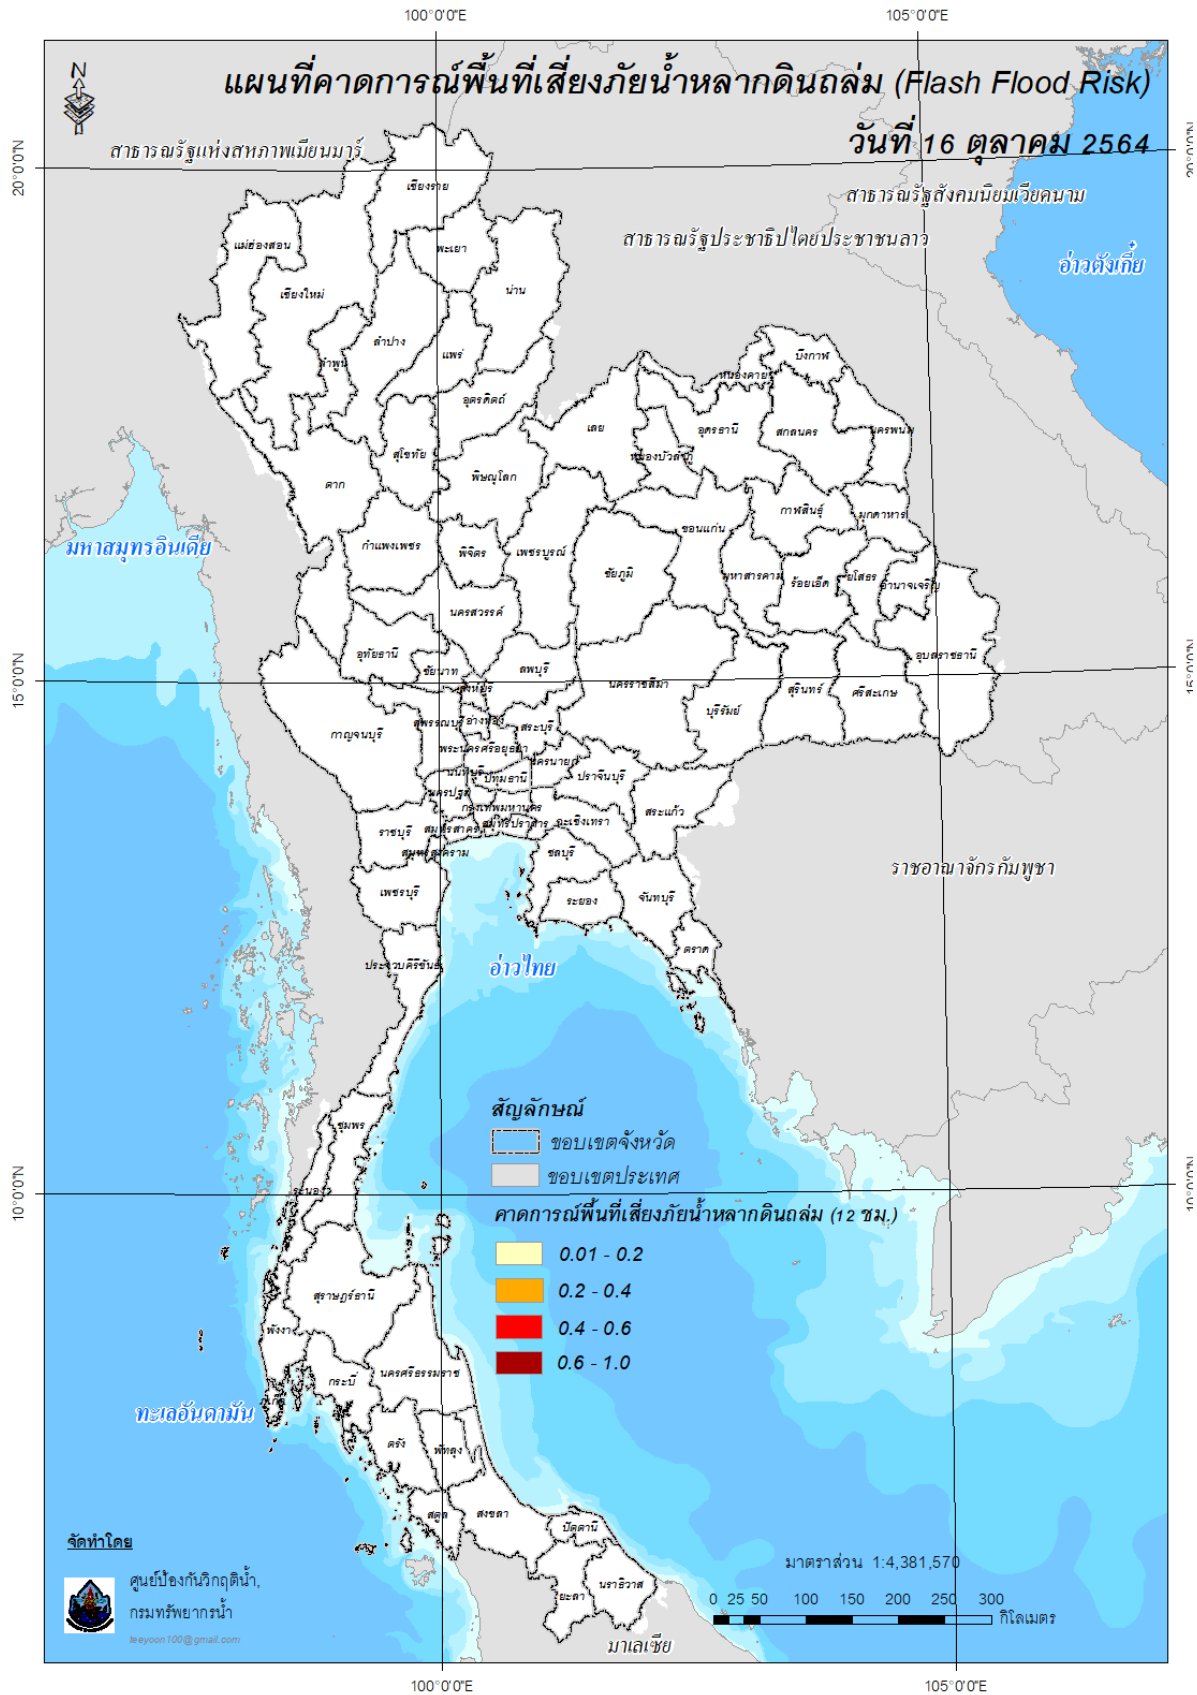 100°0'0"E
105°0'0"E
N
แผนที่คาดการณ์พื้นที่เสี่ยงภัยน้ำหลากดินถล่ม (Flash Flood Risk)
วันที่ 16 ตุลาคม 2564
20°0'0"N
20°0'0"N
สาธารณรัฐแห่งสหภาพเมียนมาร์
สาธารณรัฐสังคมนิยมเวียดนาม
สาธารณรัฐประชาธิปไตยประชาชนลาว
อ่าวตังเกี๋ย
เชียงราย
แม่ฮ่องสอน
พะเยา
เชียงใหม่
น่าน
ลำปาง
แพร่
ลำพูน
บึงกาฬ
หนองคาย
อุตรดิตถ์
เลย
อุดรธานี
สกลนคร
นครพนม
สุโขทัย
หนองบัวลำภู
พิษณุโลก
ตาก
กาฬสินธุ์
มุกดาหาร
ขอนแก่น
มหาสมุทรอินเดีย
กำแพงเพชร
พิจิตร
เพชรบูรณ์
ชัยภูมิ
มหาสารคาม
ร้อยเอ็ด
ยโสธร
อำนาจเจริญ
นครสวรรค์
อุทัยธานี
ชัยนาท
ลพบุรี
นครราชสีมา
อุบลราชธานี
15°0'0"N
15°0'0"N
สิงห์บุรี
บุรีรัมย์
สุรินทร์
ศรีสะเกษ
กาญจนบุรี
สุพรรณบุรี
อ่างทอง
สระบุรี
พระนครศรีอยุธยา
นครนายก
นนทบุรี
ปทุมธานี
ปราจีนบุรี
นครปฐม
กรุงเทพมหานคร
สระแก้ว
ราชบุรี
สมุทรสาคร
สมุทรปราการ
ฉะเชิงเทรา
สมุทรสงคราม
ชลบุรี
ราชอาณาจักรกัมพูชา
เพชรบุรี
ระยอง
จันทบุรี
ตราด
ประจวบคีรีขันธ์
อ่าวไทย
ชุมพร
ระนอง
สัญลักษณ์
ขอบเขตจังหวัด
ขอบเขตประเทศ
10°0'0"N
10°0'0"N
คาดการณ์พื้นที่เสี่ยงภัยน้ำหลากดินถล่ม (12 ชม.)
0.01 - 0.2
0.2 - 0.4
0.4 - 0.6
0.6 - 1.0
สุราษฎร์ธานี
พังงา
นครศรีธรรมราช
กระบี่
ภูเก็ต
ทะเลอันดามัน
ตรัง
พัทลุง
สตูล
สงขลา
ปัตตานี
ยะลา
นราธิวาส
มาเลเซีย
จัดทำโดย
ศูนย์ป้องกันวิกฤติน้ำ,
กรมทรัพยากรน้ำ
teeyoon100@gmail.com
มาตราส่วน 1:4,381,570
0 25 50 100 150 200 250 300
กิโลเมตร
100°0'0"E
105°0'0"E